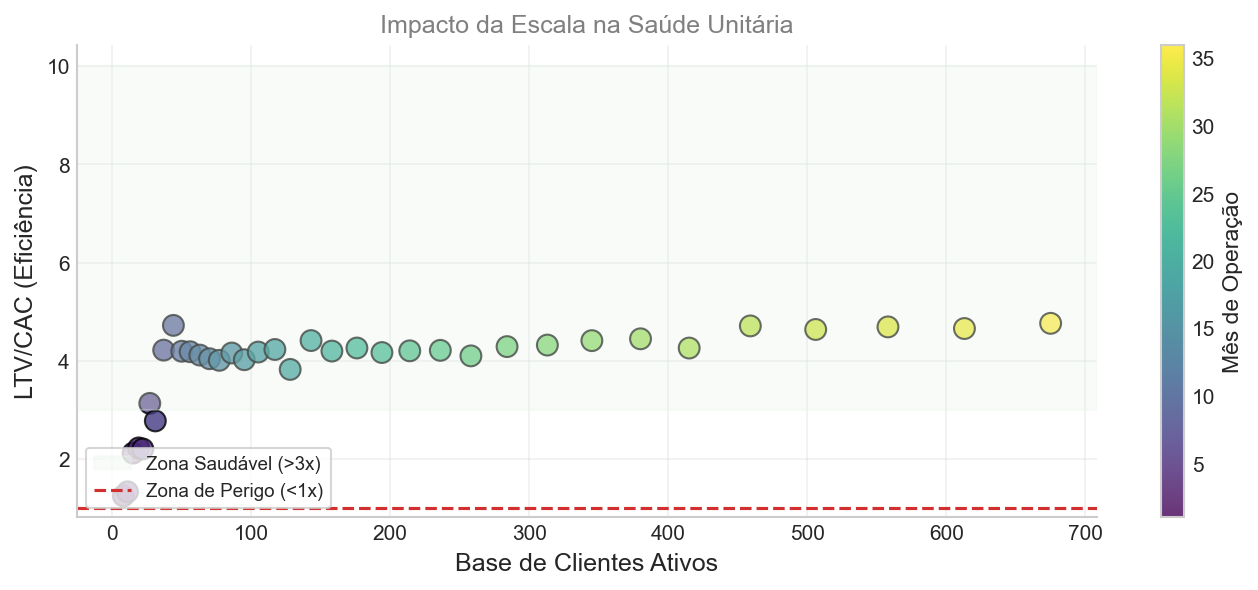 Impacto da Escala na Saúde Unitária
LTV/CAC (Eficiência)
10
8
6
4
2
Zona Saudável (>3x)
Zona de Perigo (<1x)
0 100 200 300 400 500 600 700
Base de Clientes Ativos
35
30
25
20
15
10
5
Mês de Operação